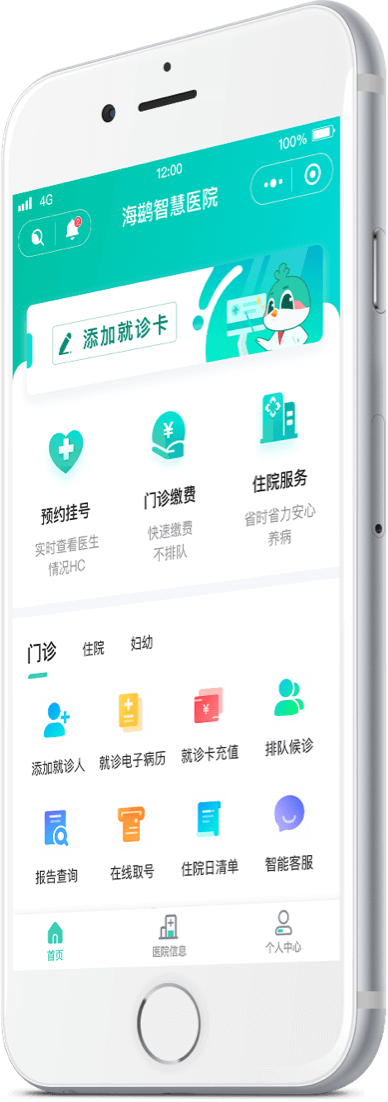 4G
12:00
100%
2
海鹚智慧医院
添加就诊卡
预约挂号
门诊缴费
住院服务
实时查看医生
情况HC
快速缴费
不排队
省时省力安心
养病
门诊
住院
妇幼
添加就诊人
就诊电子病历
就诊卡充值
排队候诊
报告查询
在线取号
住院日清单
智能客服
首页
医院信息
个人中心